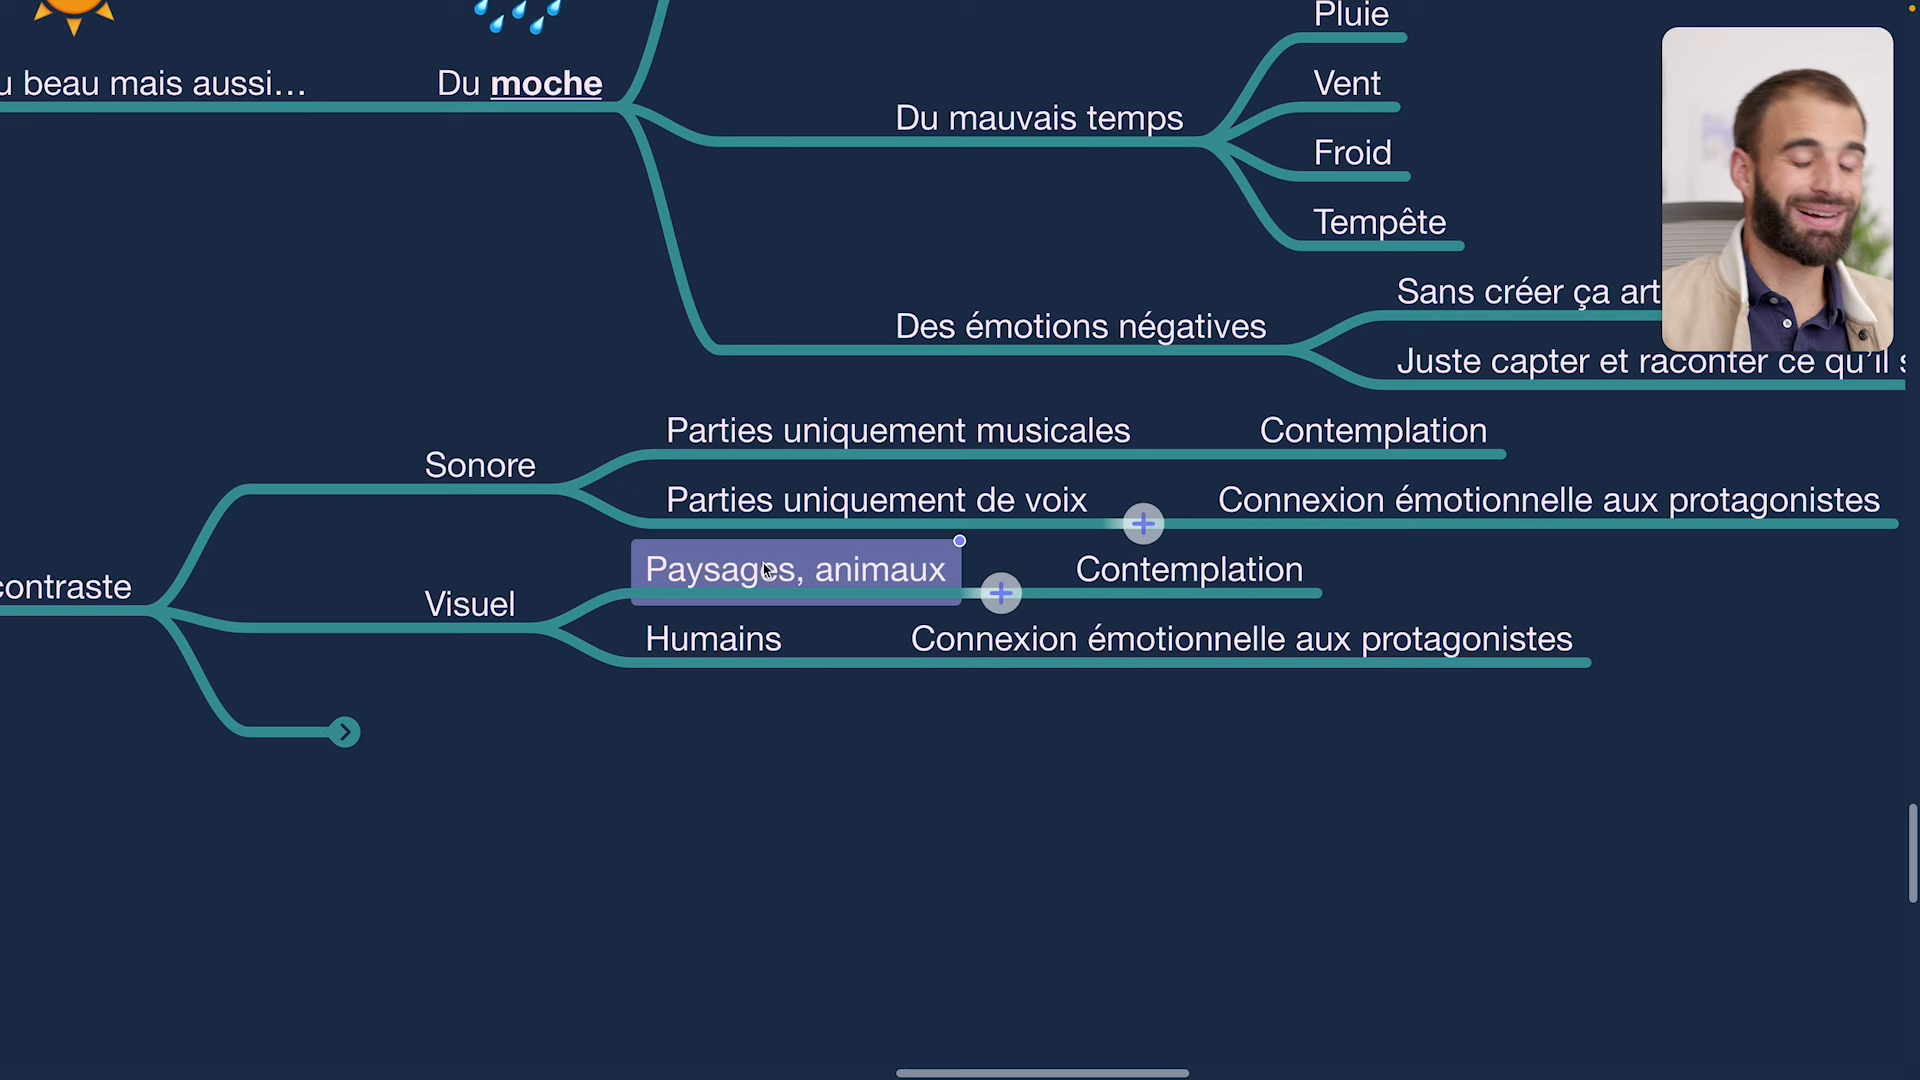 Pluie
u beau mais aussi… Du moche Vent
Du mauvais temps
Froid
Tempête
Sans créer ça art
Des émotions négatives
Juste capter et raconter ce qu'il s
Parties uniquement musicales Contemplation
Sonore
Parties uniquement de voix Connexion émotionnelle aux protagonistes
Paysages, animaux Contemplation
contraste
Visuel
Humains Connexion émotionnelle aux protagonistes